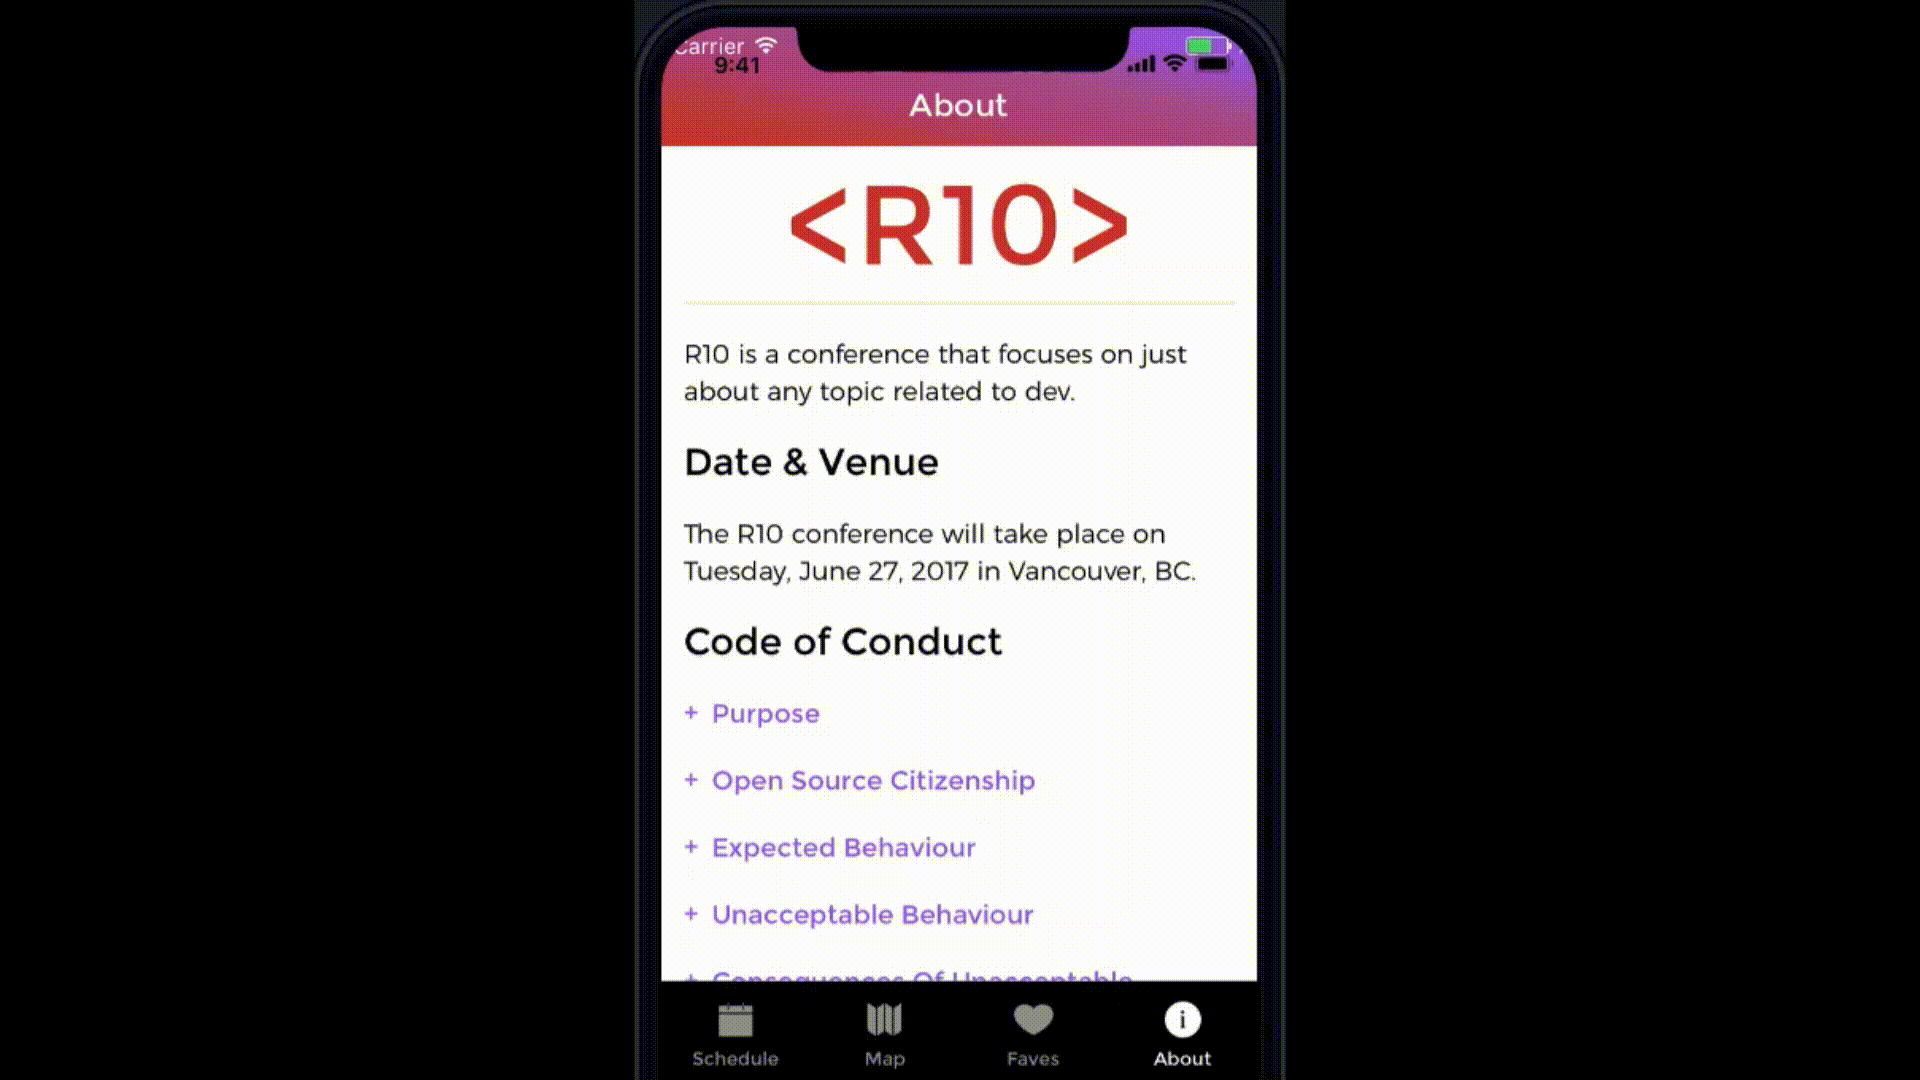 Carrier
9:41
About
<R10>
R10 is a conference that focuses on just
about any topic related to dev.
Date & Venue
The R10 conference will take place on
Tuesday, June 27, 2017 in Vancouver, BC.
Code of Conduct
+ Purpose
+ Open Source Citizenship
+ Expected Behaviour
+ Unacceptable Behaviour
+ Consequences Of Unacceptable
Schedule
Map
Faves
About